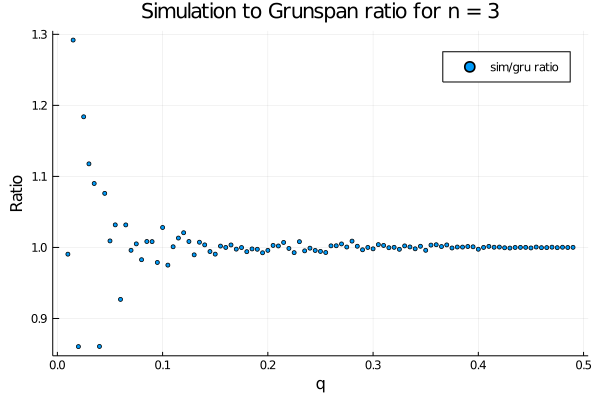 Simulation to Grunspan ratio for n = 3
1.3
sim/gru ratio
1.2
Ratio
1.1
1.0
0.9
0.0 0.1 0.2 0.3 0.4 0.5
q